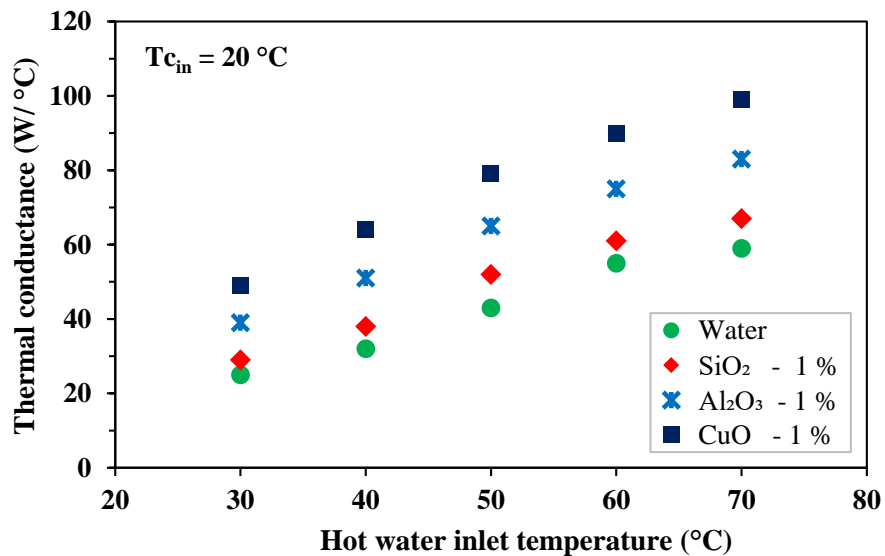 120
100
80
60
40
20
0
Thermal conductance (W/ °C)
Tc_in = 20 °C
Water
SiO₂ - 1 %
Al₂O₃ - 1 %
CuO - 1 %
20 30 40 50 60 70 80
Hot water inlet temperature (°C)